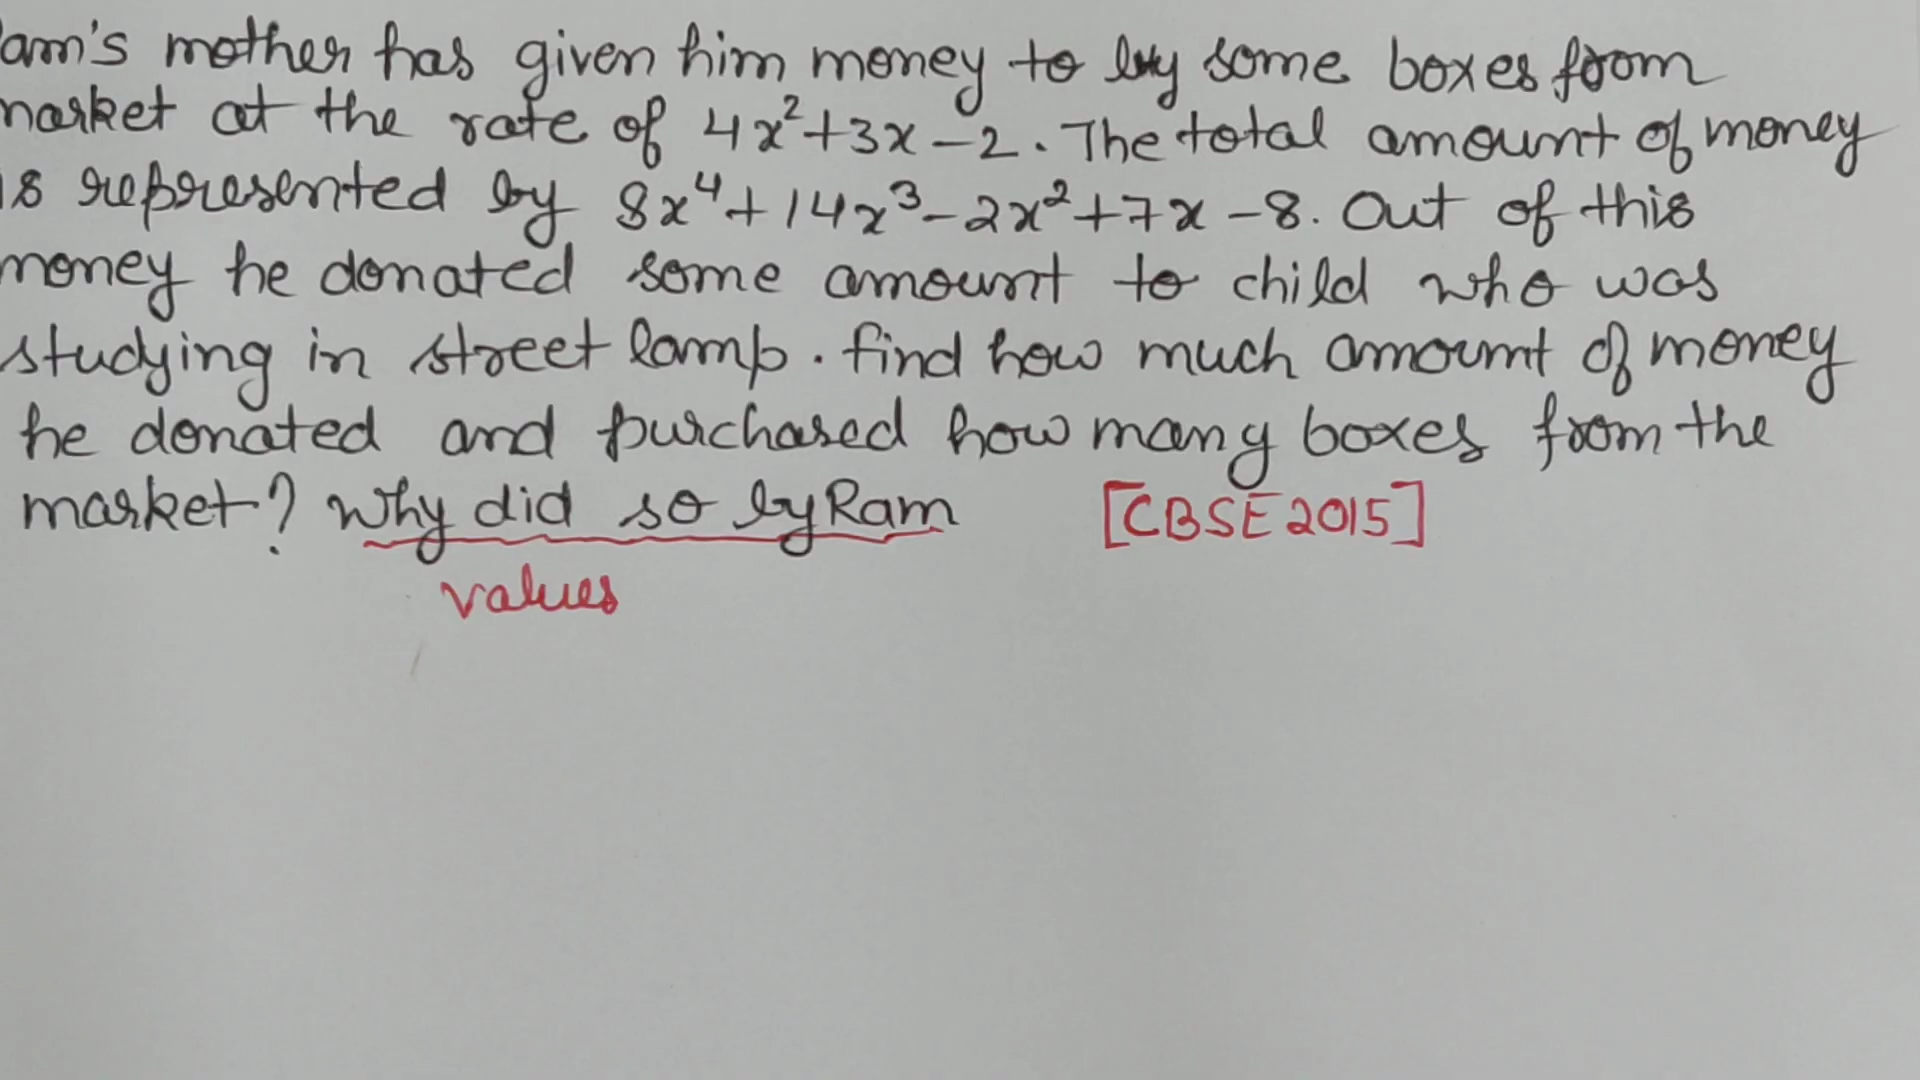 am's mother has given him money to buy some boxes from
market at the rate of 4x²+3x-2. The total amount of money
is represented by 8x⁴+14x³-2x²+7x-8. Out of this
money he donated some amount to child who was
studying in street lamp. find how much amount of money
he donated and purchased how many boxes from the
market? Why did so by Ram [CBSE 2015]
values